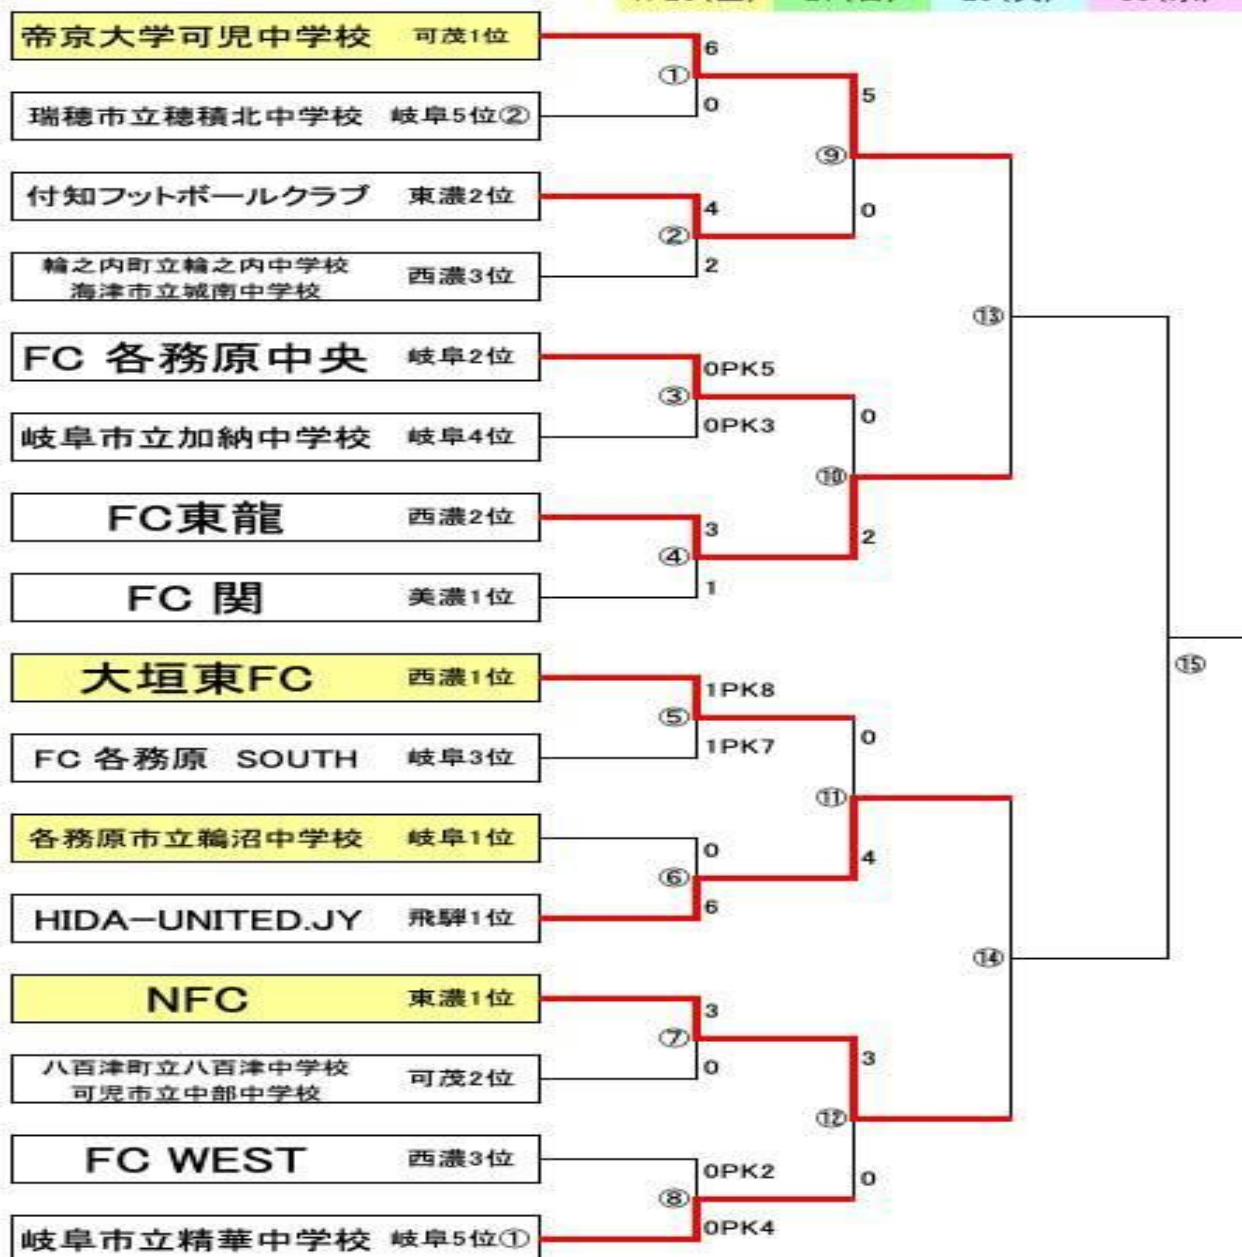 帝京大学可児中学校 可茂1位
6
①
0
瑞穂市立穂積北中学校 岐阜5位②
5
⑨
0
付知フットボールクラブ 東濃2位
4
②
2
輪之内町立輪之内中学校
海津市立城南中学校
西濃3位
⑬
FC 各務原中央 岐阜2位
0PK5
③
0PK3
岐阜市立加納中学校 岐阜4位
0
⑩
2
FC東龍 西濃2位
3
④
1
FC 関 美濃1位
⑮
大垣東FC 西濃1位
1PK8
⑤
1PK7
FC 各務原 SOUTH 岐阜3位
0
⑪
4
各務原市立鵜沼中学校 岐阜1位
0
⑥
6
HIDA-UNITED.JY 飛騨1位
⑭
NFC 東濃1位
3
⑦
0
八百津町立八百津中学校
可児市立中部中学校
可茂2位
3
⑫
0
FC WEST 西濃3位
0PK2
⑧
0PK4
岐阜市立精華中学校 岐阜5位①